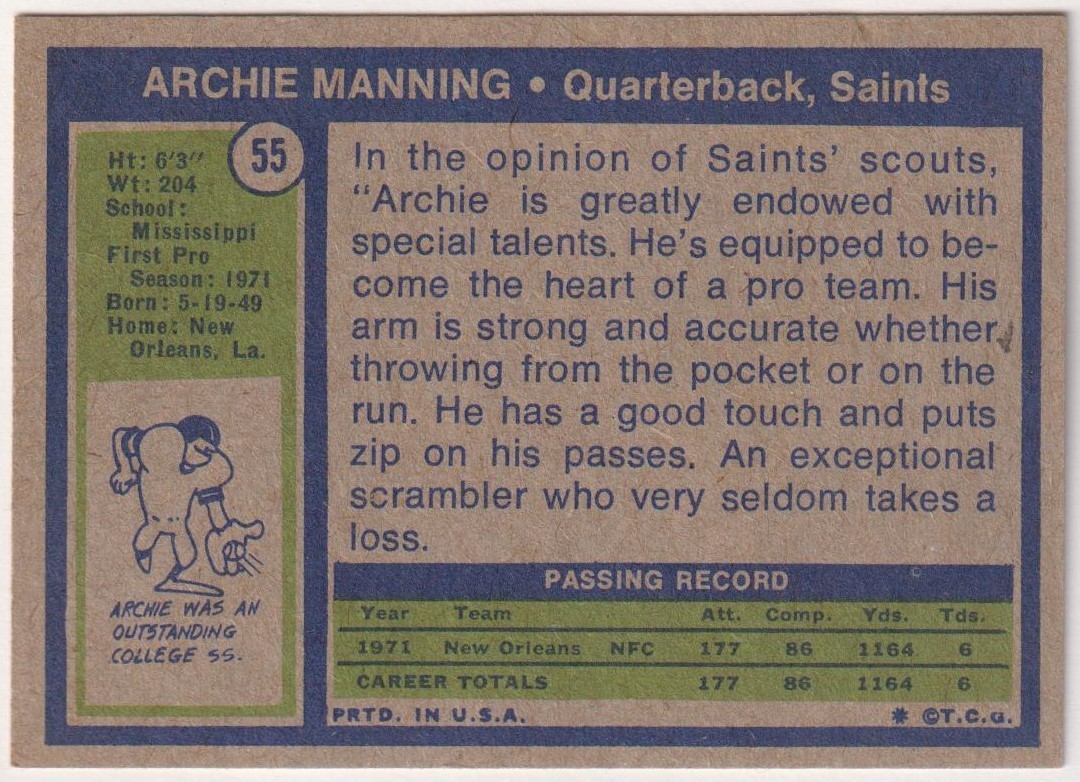 ARCHIE MANNING • Quarterback, Saints
55
Ht: 6'3"
Wt: 204
School:
Mississippi
First Pro
Season: 1971
Born: 5-19-49
Home: New
Orleans, La.
ARCHIE WAS AN
OUTSTANDING
COLLEGE SS.
In the opinion of Saints' scouts,
"Archie is greatly endowed with
special talents. He's equipped to be-
come the heart of a pro team. His
arm is strong and accurate whether
throwing from the pocket or on the
run. He has a good touch and puts
zip on his passes. An exceptional
scrambler who very seldom takes a
loss.
PASSING RECORD
Year Team Att. Comp. Yds. Tds.
1971 New Orleans NFC 177 86 1164 6
CAREER TOTALS 177 86 1164 6
PRTD. IN U.S.A. * ©T.C.G.